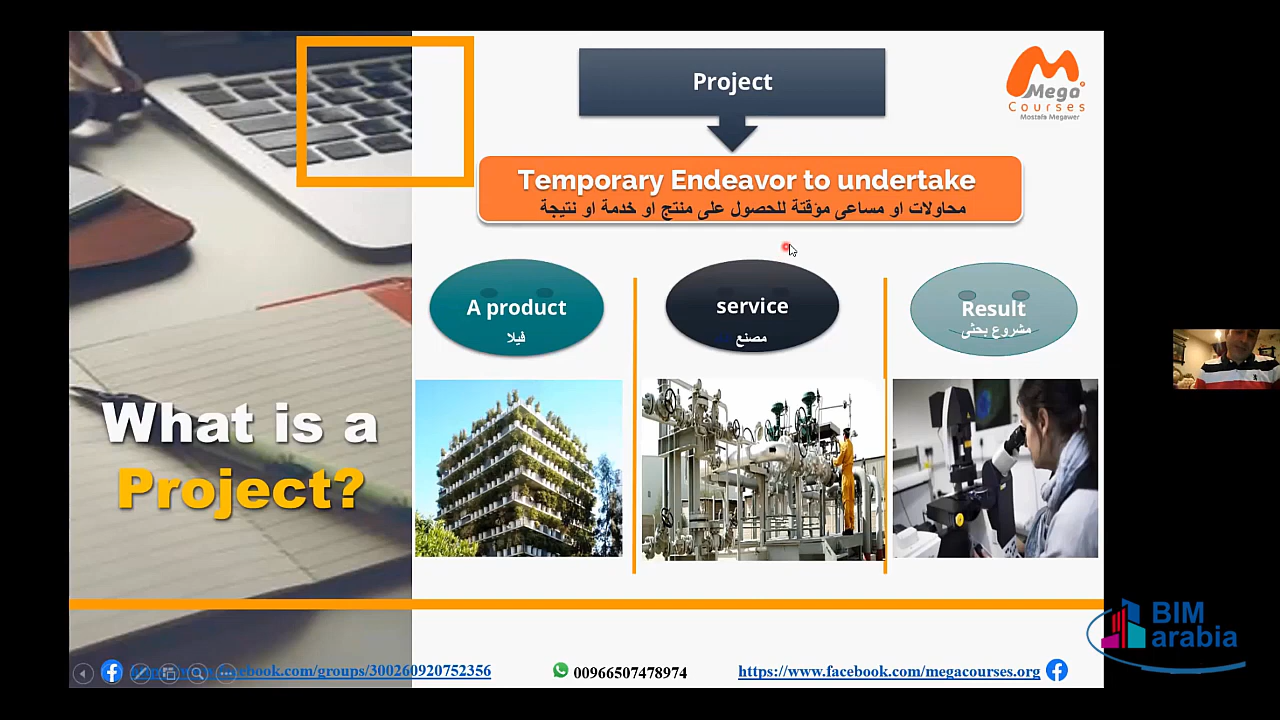 Project
Mega
Courses
Mostafa Megawer
Temporary Endeavor to undertake
محاولات او مساعى مؤقتة للحصول على منتج او خدمة او نتيجة
A product
فيلا
service
مصنع
Result
مشروع بحثى
What is a
Project?
BIM
arabia
facebook.com/groups/300260920752356
00966507478974
https://www.facebook.com/megacourses.org